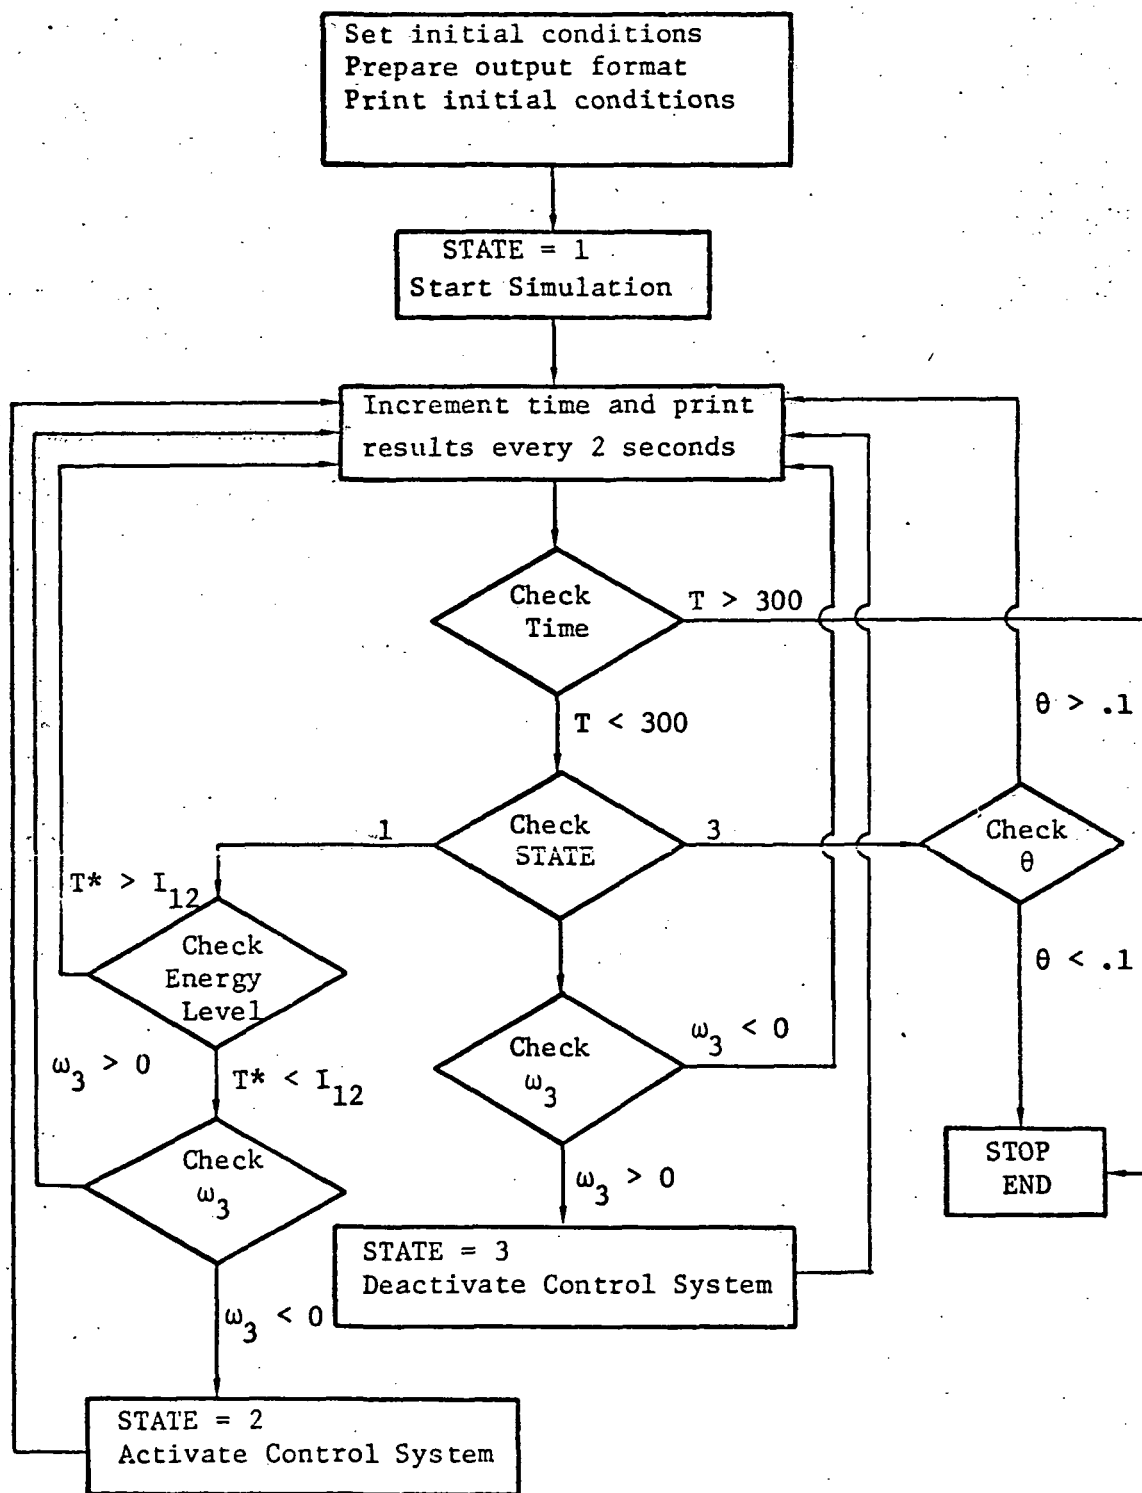 Set initial conditions
Prepare output format
Print initial conditions
STATE = 1
Start Simulation
Increment time and print
results every 2 seconds
Check
Time
T > 300
T < 300
θ > .1
1
Check
STATE
3
Check
θ
T* > I12
Check
Energy
Level
θ < .1
ω3 > 0
T* < I12
Check
ω3
ω3 < 0
Check
ω3
STOP
END
ω3 > 0
STATE = 3
Deactivate Control System
ω3 < 0
STATE = 2
Activate Control System